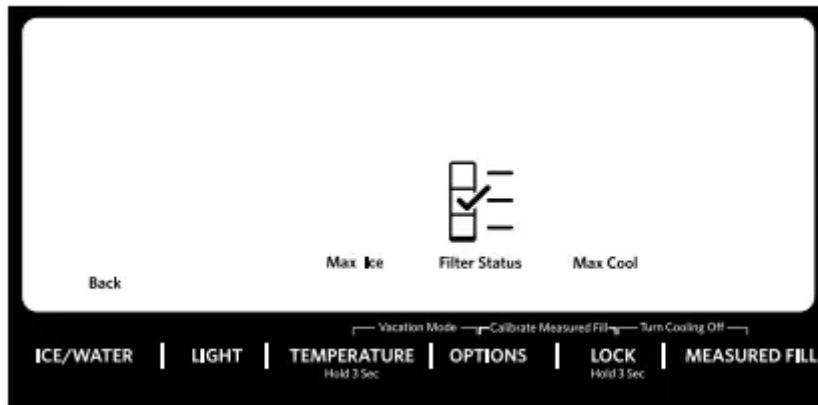 Max Ice Filter Status Max Cool
Back
Vacation Mode Calibrate Measured Fill Turn Cooling Off
ICE/WATER LIGHT TEMPERATURE OPTIONS LOCK MEASURED FILL
Hold 3 Sec Hold 3 Sec